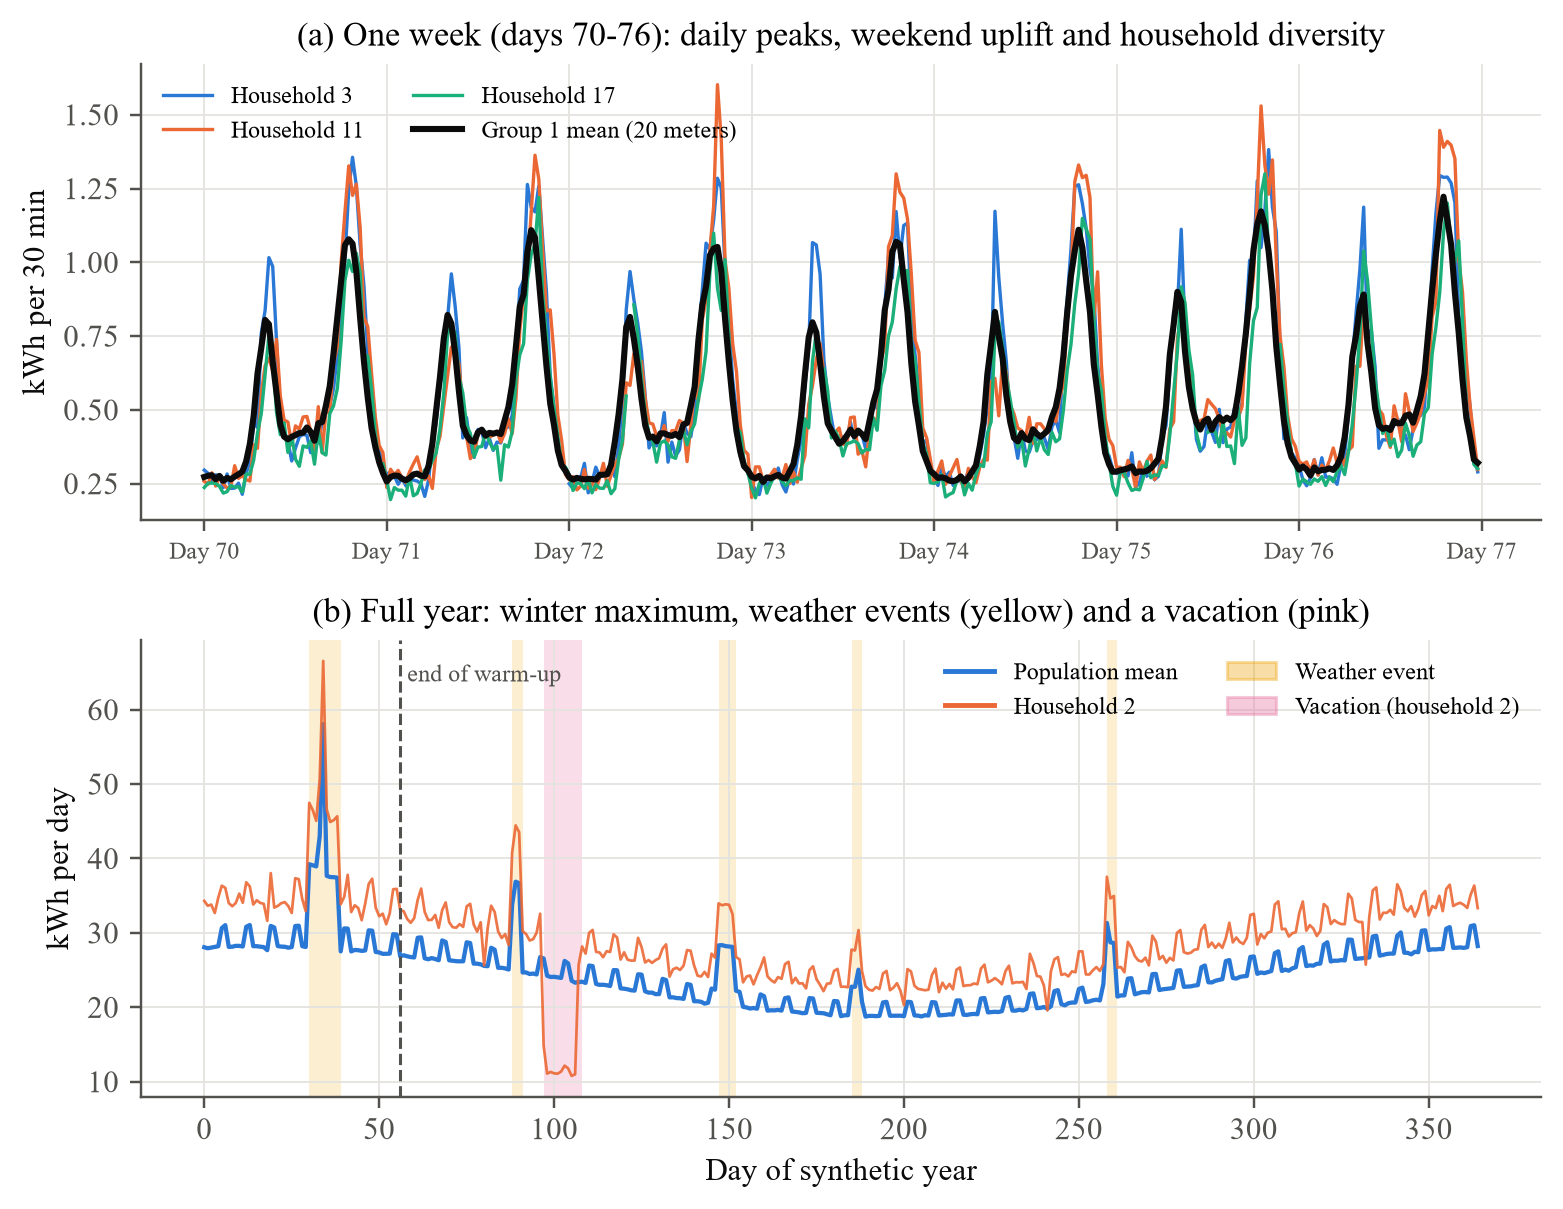 (a) One week (days 70-76): daily peaks, weekend uplift and household diversity
Household 3
Household 11
Household 17
Group 1 mean (20 meters)
kWh per 30 min
1.50
1.25
1.00
0.75
0.50
0.25
Day 70
Day 71
Day 72
Day 73
Day 74
Day 75
Day 76
Day 77
(b) Full year: winter maximum, weather events (yellow) and a vacation (pink)
end of warm-up
Population mean
Household 2
Weather event
Vacation (household 2)
kWh per day
60
50
40
30
20
10
0
50
100
150
200
250
300
350
Day of synthetic year